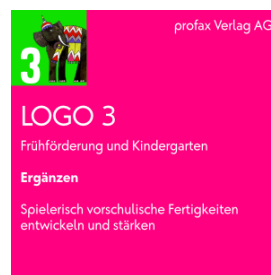 profax Verlag AG
3
LOGO 3
Frühförderung und Kindergarten
Ergänzen
Spielerisch vorschulische Fertigkeiten
entwickeln und stärken